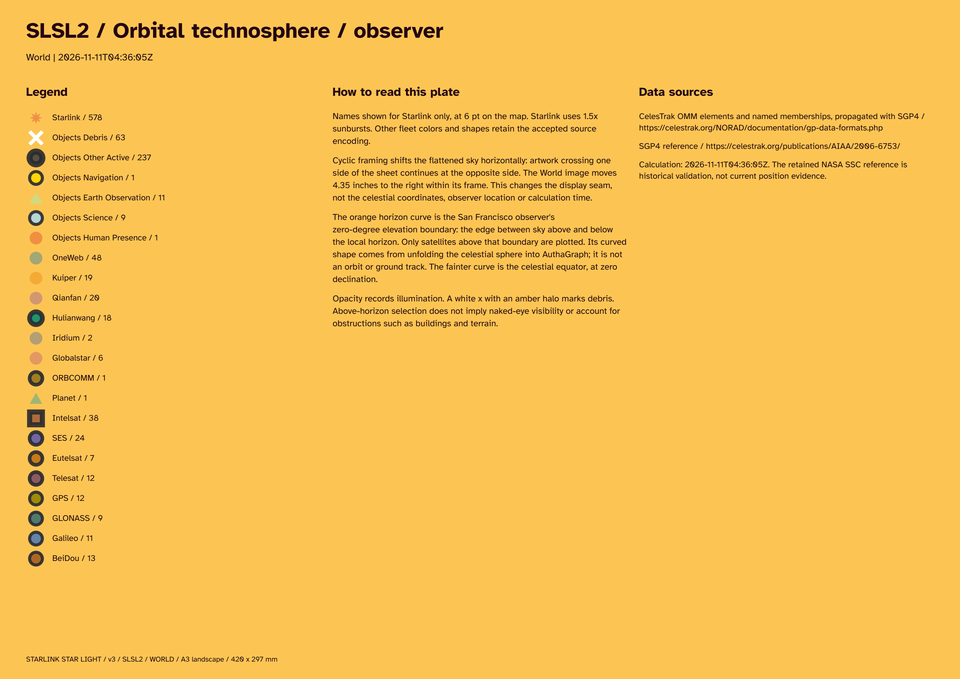 SLSL2 / Orbital technosphere / observer
World | 2026-11-11T04:36:05Z
Legend
Starlink / 578
Objects Debris / 63
Objects Other Active / 237
Objects Navigation / 1
Objects Earth Observation / 11
Objects Science / 9
Objects Human Presence / 1
OneWeb / 48
Kuiper / 19
Qianfan / 20
Hulianwang / 18
Iridium / 2
Globalstar / 6
ORBCOMM / 1
Planet / 1
Intelsat / 38
SES / 24
Eutelsat / 7
Telesat / 12
GPS / 12
GLONASS / 9
Galileo / 11
BeiDou / 13
How to read this plate
Names shown for Starlink only, at 6 pt on the map. Starlink uses 1.5x
sunbursts. Other fleet colors and shapes retain the accepted source
encoding.
Cyclic framing shifts the flattened sky horizontally: artwork crossing one
side of the sheet continues at the opposite side. The World image moves
4.35 inches to the right within its frame. This changes the display seam,
not the celestial coordinates, observer location or calculation time.
The orange horizon curve is the San Francisco observer's
zero-degree elevation boundary: the edge between sky above and below
the local horizon. Only satellites above that boundary are plotted. Its curved
shape comes from unfolding the celestial sphere into AuthaGraph; it is not
an orbit or ground track. The fainter curve is the celestial equator, at zero
declination.
Opacity records illumination. A white x with an amber halo marks debris.
Above-horizon selection does not imply naked-eye visibility or account for
obstructions such as buildings and terrain.
Data sources
CelesTrak OMM elements and named memberships, propagated with SGP4 /
https://celestrak.org/NORAD/documentation/gp-data-formats.php
SGP4 reference / https://celestrak.org/publications/AIAA/2006-6753/
Calculation: 2026-11-11T04:36:05Z. The retained NASA SSC reference is
historical validation, not current position evidence.
STARLINK STAR LIGHT / v3 / SLSL2 / WORLD / A3 landscape / 420 x 297 mm